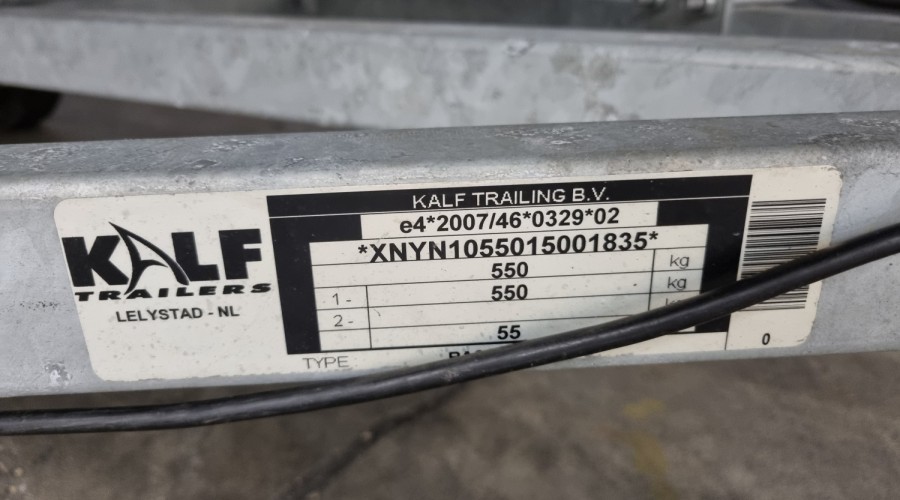 KALF TRAILING B.V.
e4*2007/46*0329*02
*XNYN1055015001835*
550 kg
1- 550 kg
2-
55
TYPE
KALF
TRAILERS
LELYSTAD - NL
0